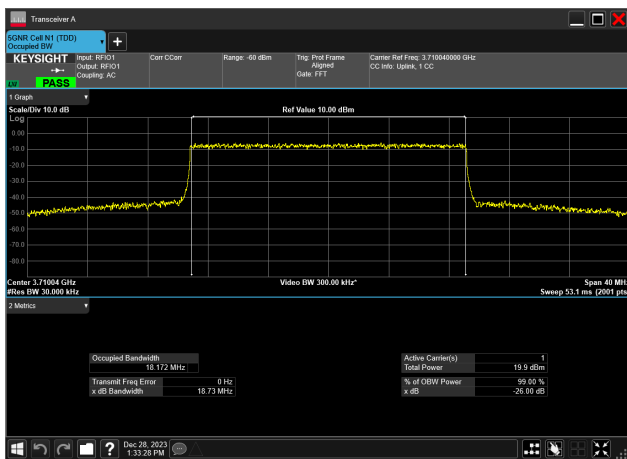 Transceiver A
5GNR Cell N1 (TDD)
Occupied BW
KEYSIGHT
Input: RFIO1
Output: RFIO1
Coupling: AC
Corr CCorr
Range: -60 dBm
Trig: Prot Frame
Aligned
Gate: FFT
Carrier Ref Freq: 3.710040000 GHz
CC Info: Uplink, 1 CC
PASS
1 Graph
Scale/Div 10.0 dB
Ref Value 10.00 dBm
Log
0.00
-10.0
-20.0
-30.0
-40.0
-50.0
-60.0
-70.0
-80.0
Center 3.71004 GHz
Video BW 300.00 kHz*
Span 40 MH
#Res BW 30.000 kHz
Sweep 53.1 ms (2001 pts
2 Metrics
Occupied Bandwidth
18.172 MHz
Transmit Freq Error 0 Hz
x dB Bandwidth 18.73 MHz
Active Carrier(s) 1
Total Power 19.9 dBm
% of OBW Power 99.00 %
x dB -26.00 dB
Dec 28, 2023
1:33:28 PM